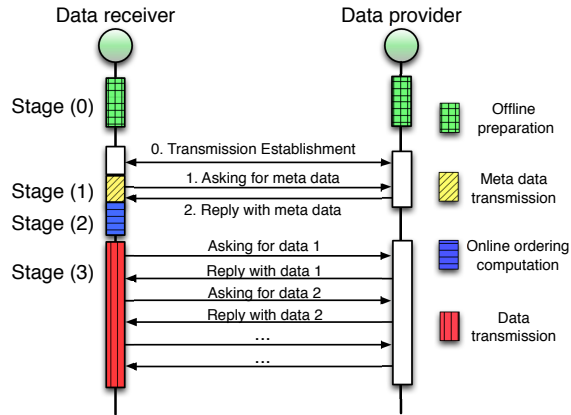 Data receiver
Data provider
Stage (0)
Offline
preparation
0. Transmission Establishment
1. Asking for meta data
Stage (1)
Meta data
transmission
2. Reply with meta data
Stage (2)
Asking for data 1
Online ordering
computation
Stage (3)
Reply with data 1
Asking for data 2
Reply with data 2
Data
transmission
...
...